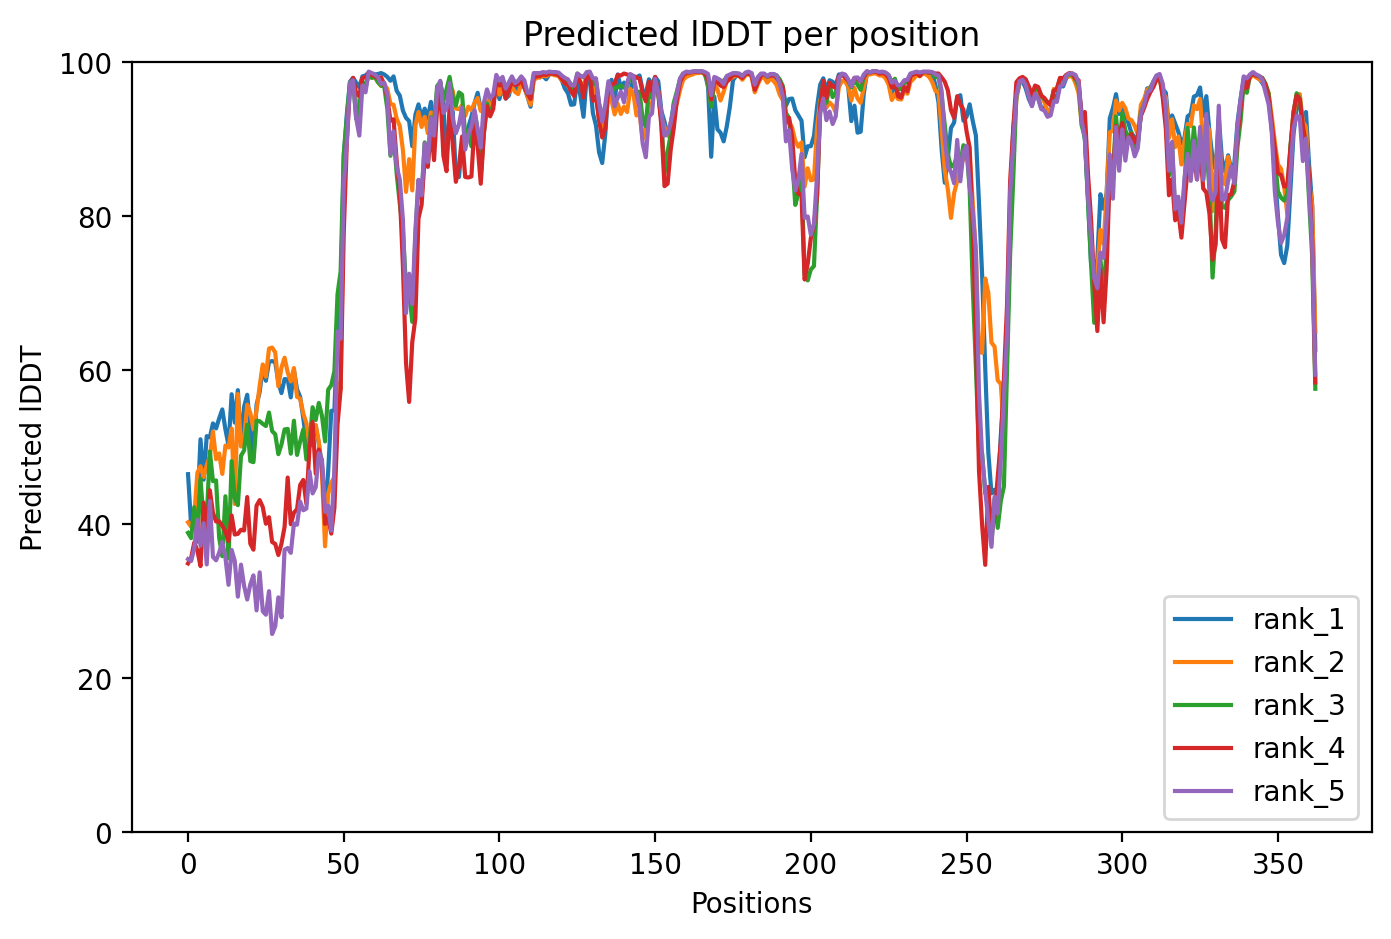 Predicted lDDT per position
100
80
60
40
20
0
Predicted lDDT
0 50 100 150 200 250 300 350
Positions
rank_1
rank_2
rank_3
rank_4
rank_5